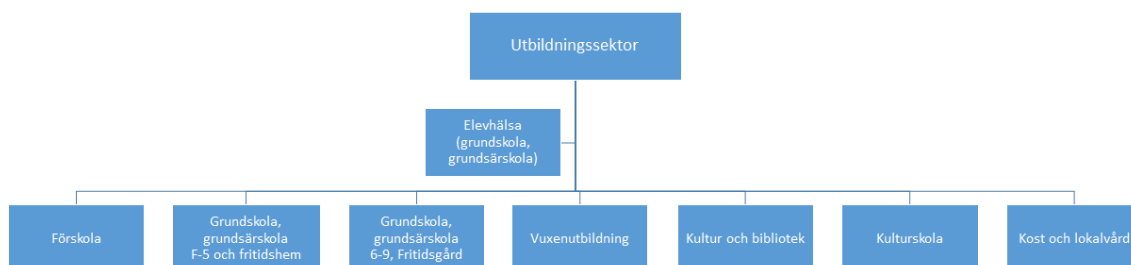 Utbildningssektor
Elevhälsa
(grundskola,
grundsärskola)
Förskola
Grundskola,
grundsärskola
F-5 och fritidshem
Grundskola,
grundsärskola
6-9, Fritidsgård
Vuxenutbildning
Kultur och bibliotek
Kulturskola
Kost och lokalvård